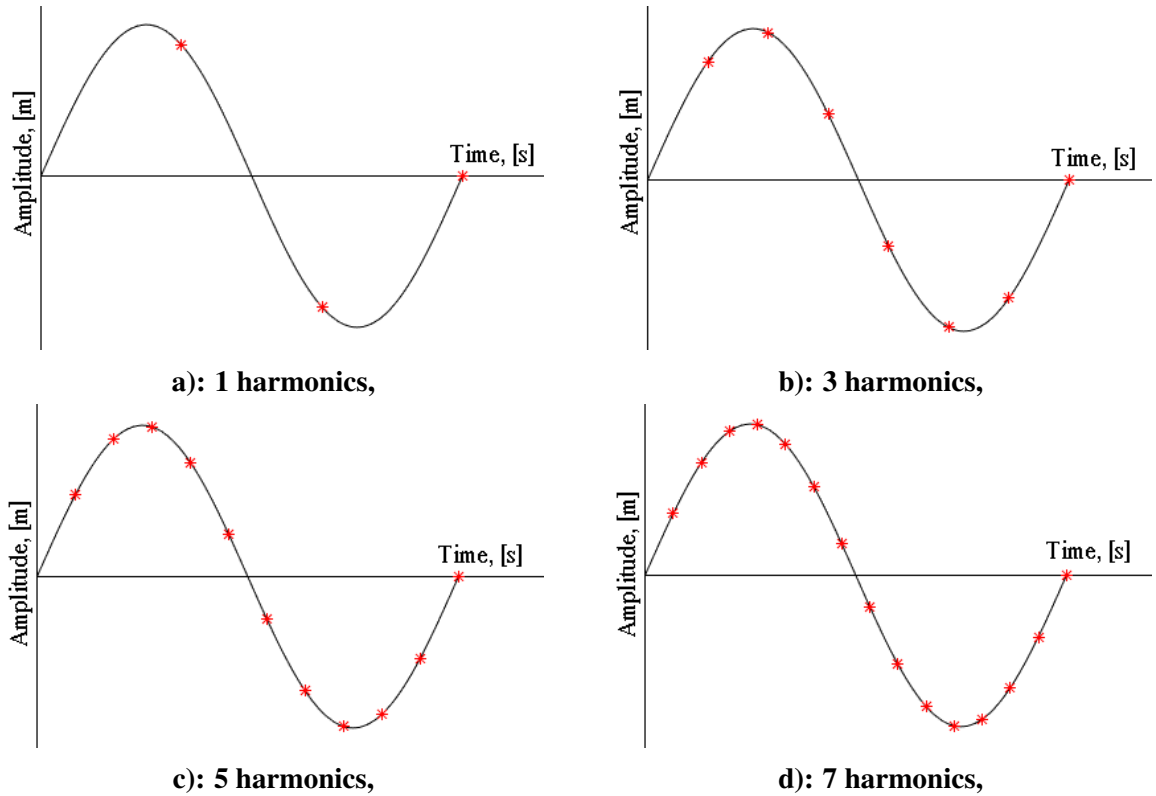 Amplitude, [m]
Time, [s]
a): 1 harmonics,
Amplitude, [m]
Time, [s]
b): 3 harmonics,
Amplitude, [m]
Time, [s]
c): 5 harmonics,
Amplitude, [m]
Time, [s]
d): 7 harmonics,